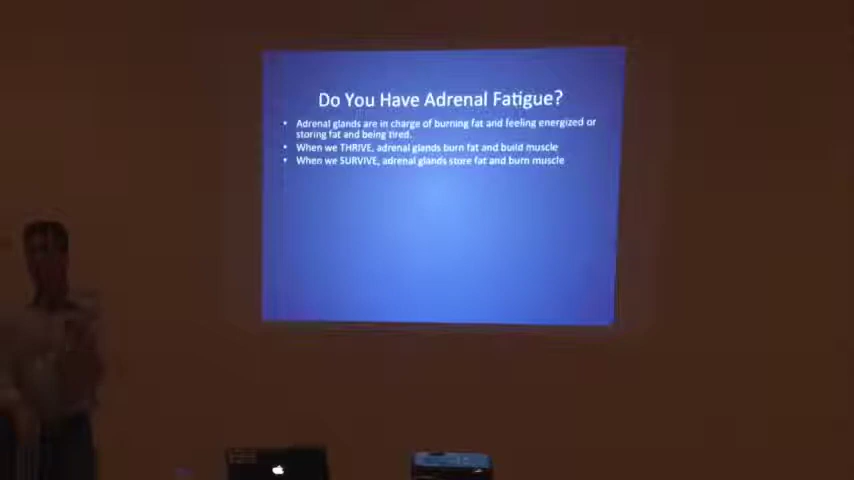 Do You Have Adrenal Fatigue?
• Adrenal glands are in charge of burning fat and feeling energized or
storing fat and being tired.
• When we THRIVE, adrenal glands burn fat and build muscle
• When we SURVIVE, adrenal glands store fat and burn muscle